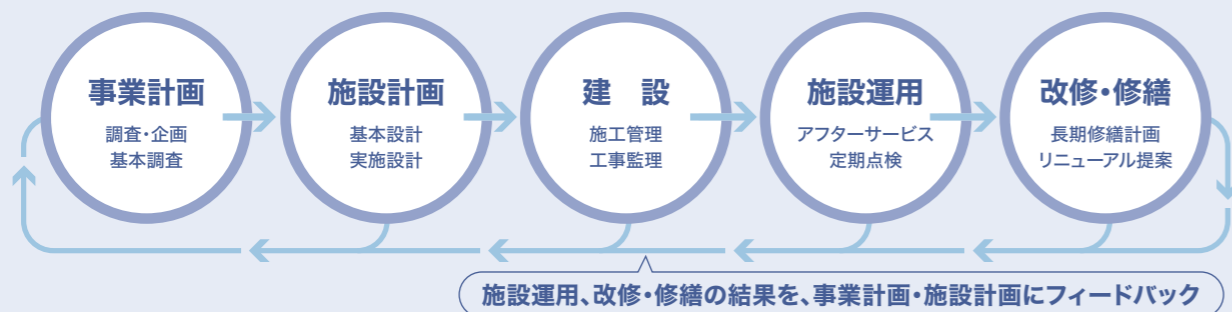 事業計画
調査・企画
基本調査
施設計画
基本設計
実施設計
建　設
施工管理
工事監理
施設運用
アフターサービス
定期点検
改修・修繕
長期修繕計画
リニューアル提案
施設運用、改修・修繕の結果を、事業計画・施設計画にフィードバック